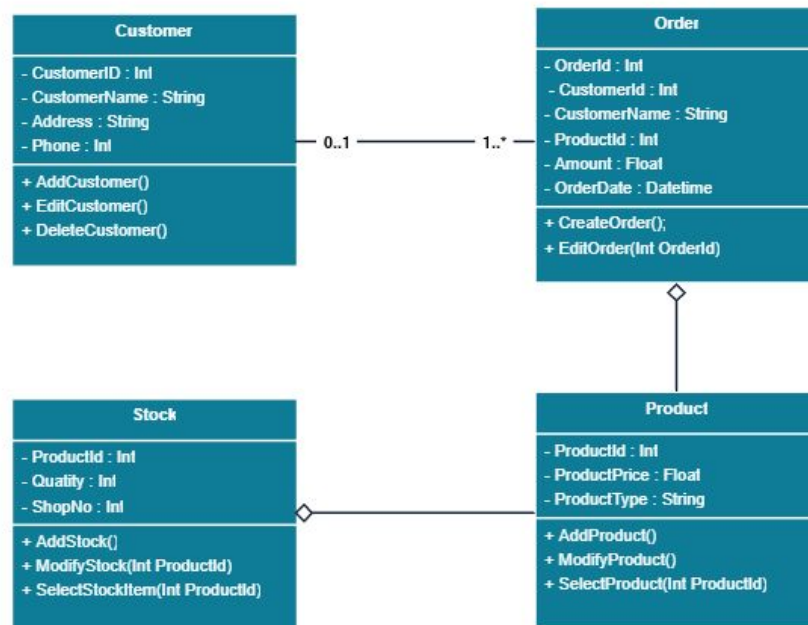 Customer
- CustomerID : Int
- CustomerName : String
- Address : String
- Phone : Int
+ AddCustomer()
+ EditCustomer()
+ DeleteCustomer()
0..1
1..*
Order
- OrderId : Int
- CustomerId : Int
- CustomerName : String
- ProductId : Int
- Amount : Float
- OrderDate : Datetime
+ CreateOrder();
+ EditOrder(Int OrderId)
Stock
- ProductId : Int
- Quatity : Int
- ShopNo : Int
+ AddStock()
+ ModifyStock(Int ProductId)
+ SelectStockItem(Int ProductId)
Product
- ProductId : Int
- ProductPrice : Float
- ProductType : String
+ AddProduct()
+ ModifyProduct()
+ SelectProduct(Int ProductId)